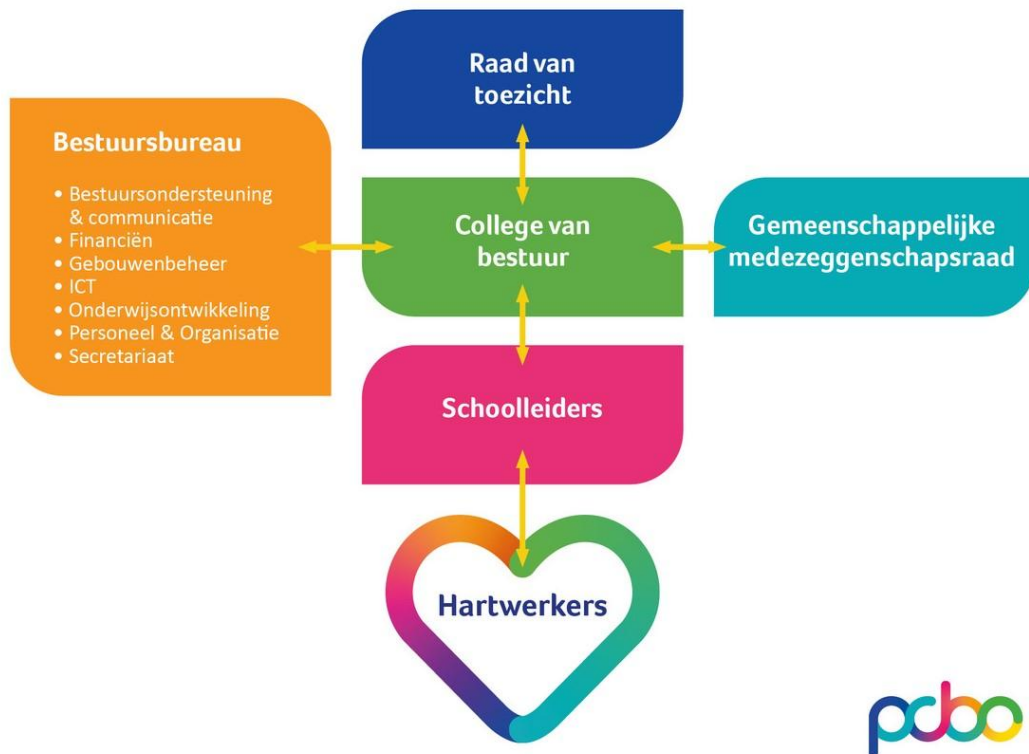 Raad van
toezicht
Bestuursbureau
• Bestuursondersteuning
& communicatie
• Financiën
• Gebouwenbeheer
• ICT
• Onderwijsontwikkeling
• Personeel & Organisatie
• Secretariaat
College van
bestuur
Gemeenschappelijke
medezeggenschapsraad
Schoolleiders
Hartwerkers
pcbo